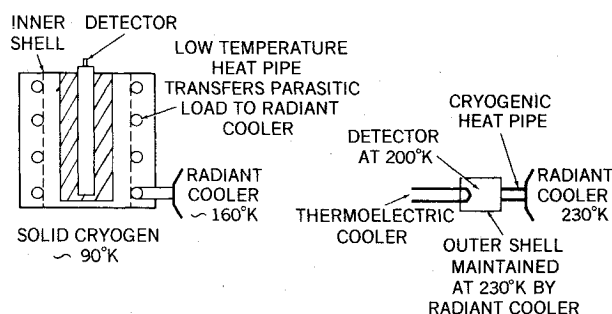 INNER
SHELL
DETECTOR
LOW TEMPERATURE
HEAT PIPE
TRANSFERS PARASITIC
LOAD TO RADIANT
COOLER
RADIANT
COOLER
~ 160°K
SOLID CRYOGEN
~ 90°K
CRYOGENIC
HEAT PIPE
DETECTOR
AT 200°K
RADIANT
COOLER
230°K
THERMOELECTRIC
COOLER
OUTER SHELL
MAINTAINED
AT 230°K BY
RADIANT COOLER